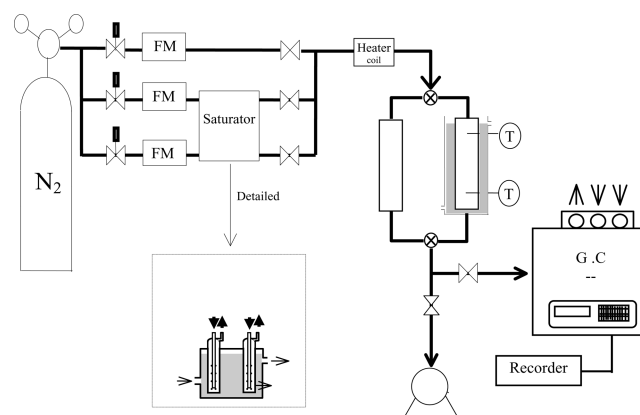 FM
Heater
coil
FM
Saturator
FM
T
N2
T
Detailed
G .C
--
Recorder